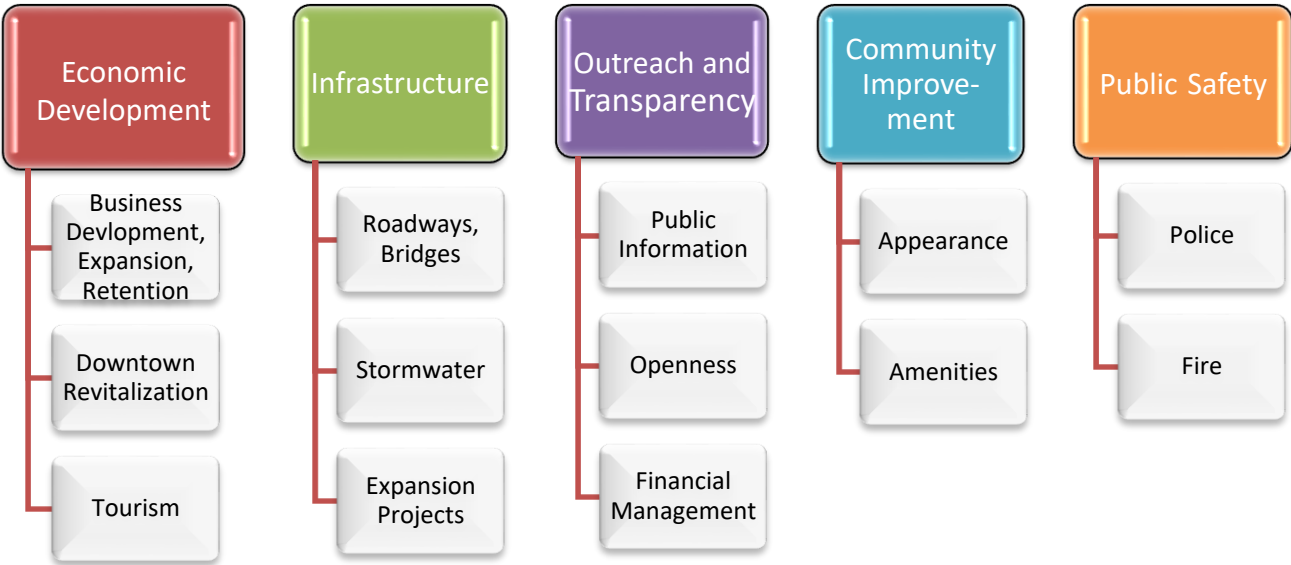 Economic
Development
Business
Devlopment,
Expansion,
Retention
Downtown
Revitalization
Tourism
Infrastructure
Roadways,
Bridges
Stormwater
Expansion
Projects
Outreach and
Transparency
Public
Information
Openness
Financial
Management
Community
Improve-
ment
Appearance
Amenities
Public Safety
Police
Fire